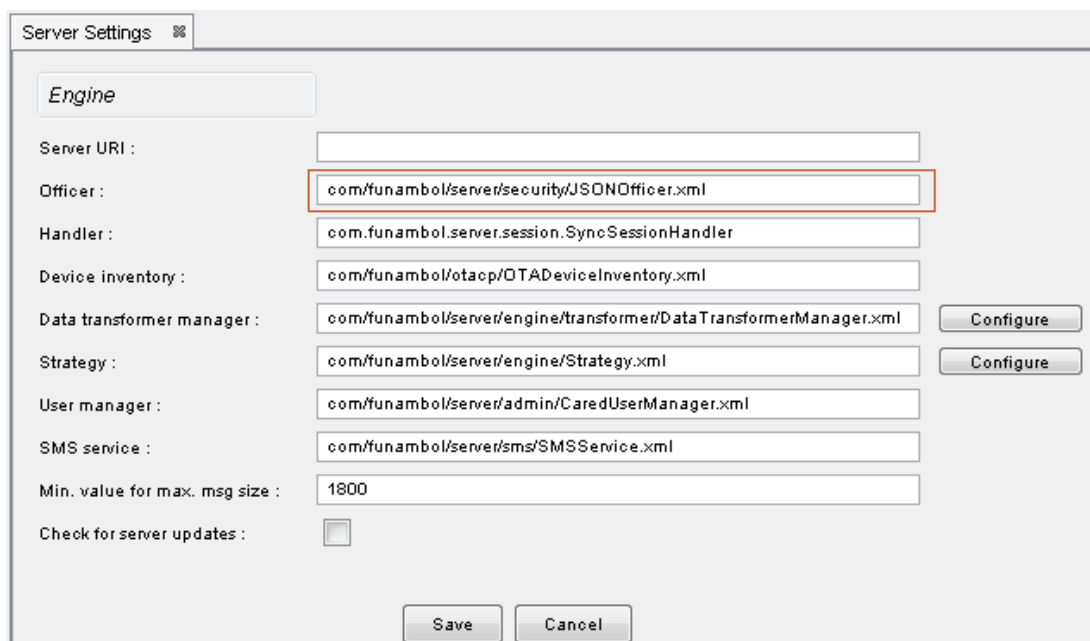 Server Settings
Engine
Server URI :
Officer : com/funambol/server/security/JSONOfficer.xml
Handler : com.funambol.server.session.SyncSessionHandler
Device inventory : com/funambol/otacp/OTADeviceInventory.xml
Data transformer manager : com/funambol/server/engine/transformer/DataTransformerManager.xml Configure
Strategy : com/funambol/server/engine/Strategy.xml Configure
User manager : com/funambol/server/admin/CaredUserManager.xml
SMS service : com/funambol/server/sms/SMSService.xml
Min. value for max. msg size : 1800
Check for server updates :
Save Cancel